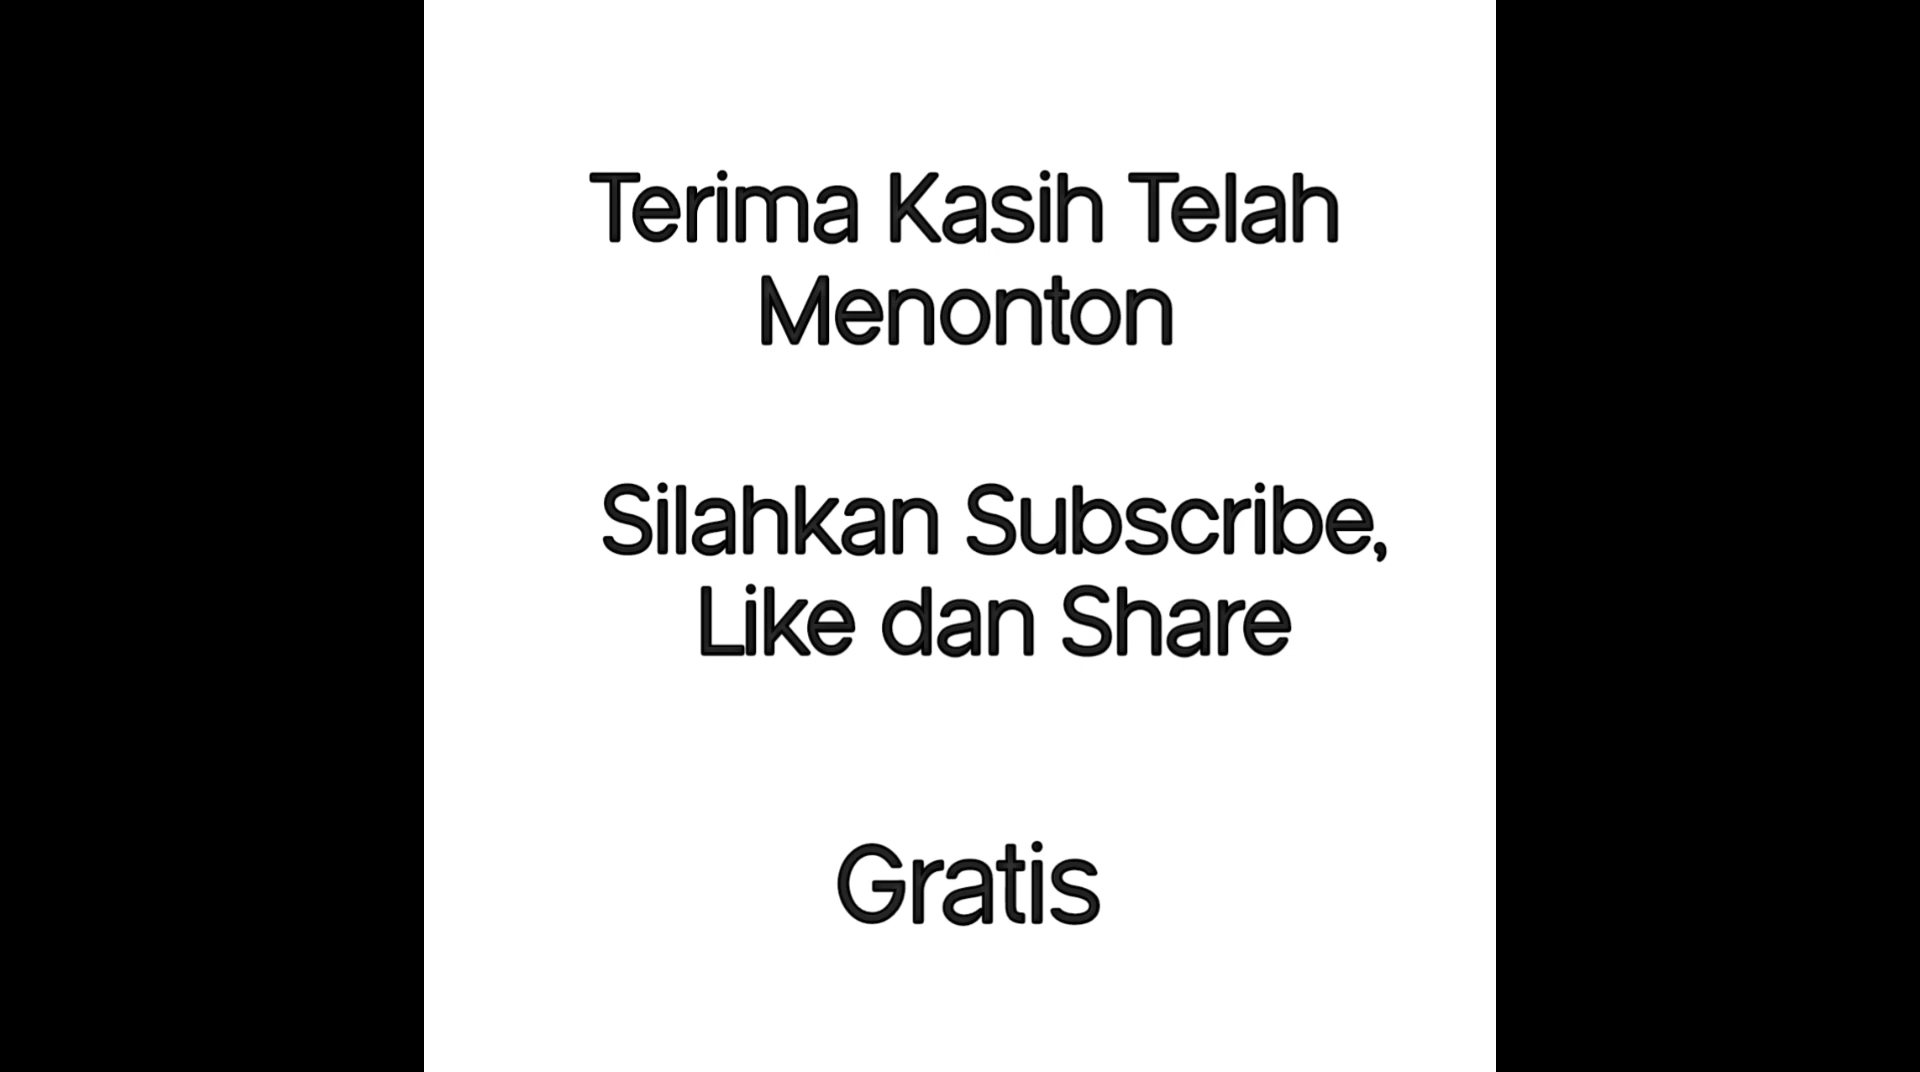 Terima Kasih Telah
Menonton
Silahkan Subscribe,
Like dan Share
Gratis